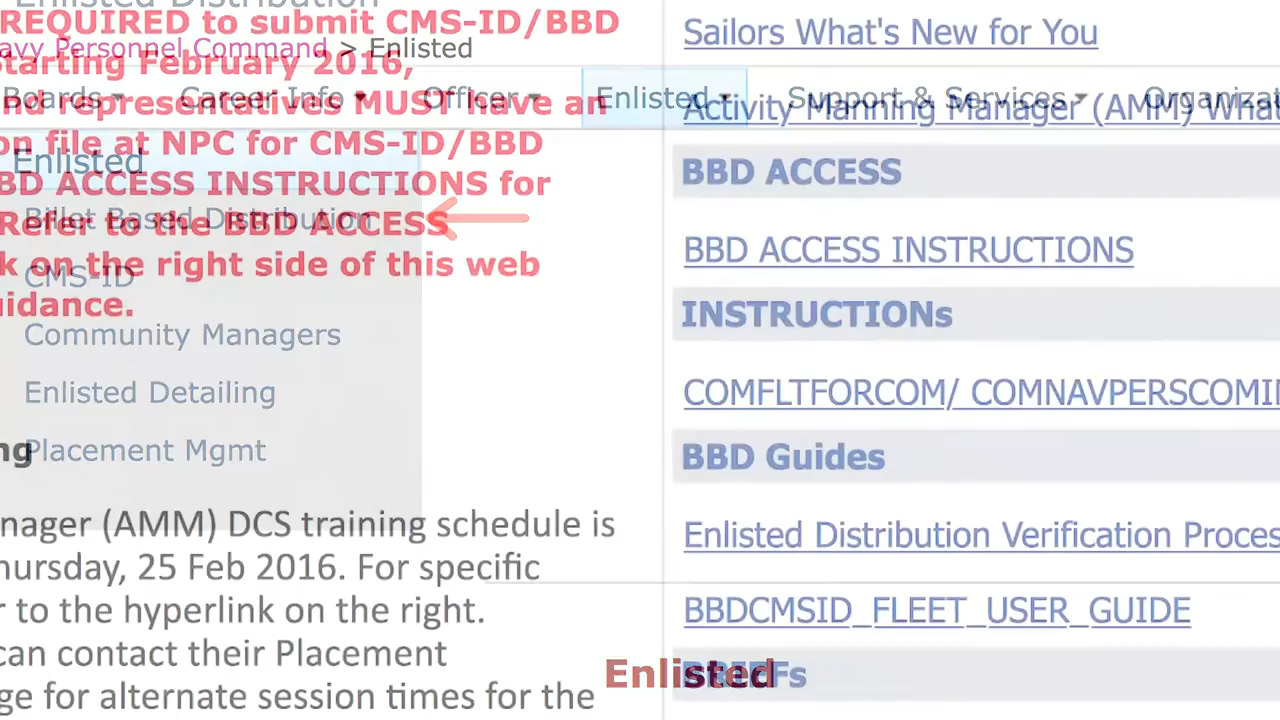 Enlisted Distribution
REQUIRED to submit CMS-ID/BBD
avy Personnel Command > Enlisted
Starting February 2016,
Boards Career Info Officer Enlisted Support & Services Organizat
nd representatives MUST have an
on file at NPC for CMS-ID/BBD
Enlisted
BD ACCESS INSTRUCTIONS for
Billet Based Distribution
Refer to the BBD ACCESS
k on the right side of this web
CMS-ID
uidance.
Community Managers
Enlisted Detailing
ng
Placement Mgmt
nager (AMM) DCS training schedule is
hursday, 25 Feb 2016. For specific
r to the hyperlink on the right.
can contact their Placement
ge for alternate session times for the
Sailors What's New for You
Activity Manning Manager (AMM) What
BBD ACCESS
BBD ACCESS INSTRUCTIONS
INSTRUCTIONs
COMFLTFORCOM/ COMNAVPERSCOMIN
BBD Guides
Enlisted Distribution Verification Proces
BBDCMSID_FLEET_USER_GUIDE
BRIEFs
Enlisted